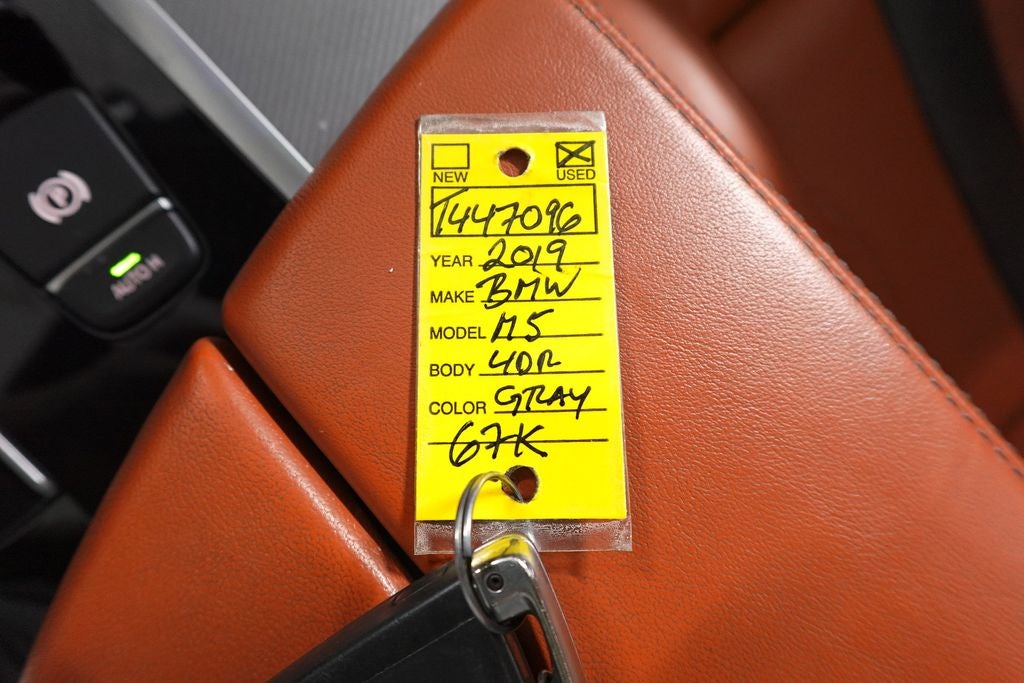 NEW USED
T447096
YEAR 2019
MAKE BMW
MODEL M5
BODY 4DR
COLOR GRAY
67K
P
AUTO H